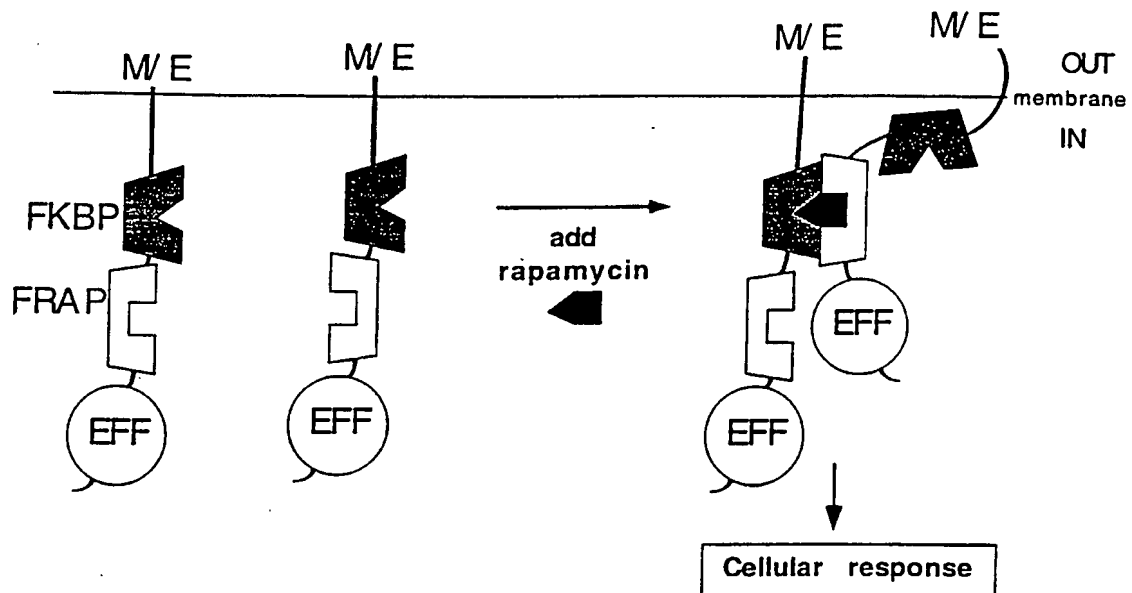 M/ E
M/ E
M/ E
M/ E
OUT
membrane
IN
FKBP
FRAP
EFF
EFF
add
rapamycin
EFF
EFF
Cellular response